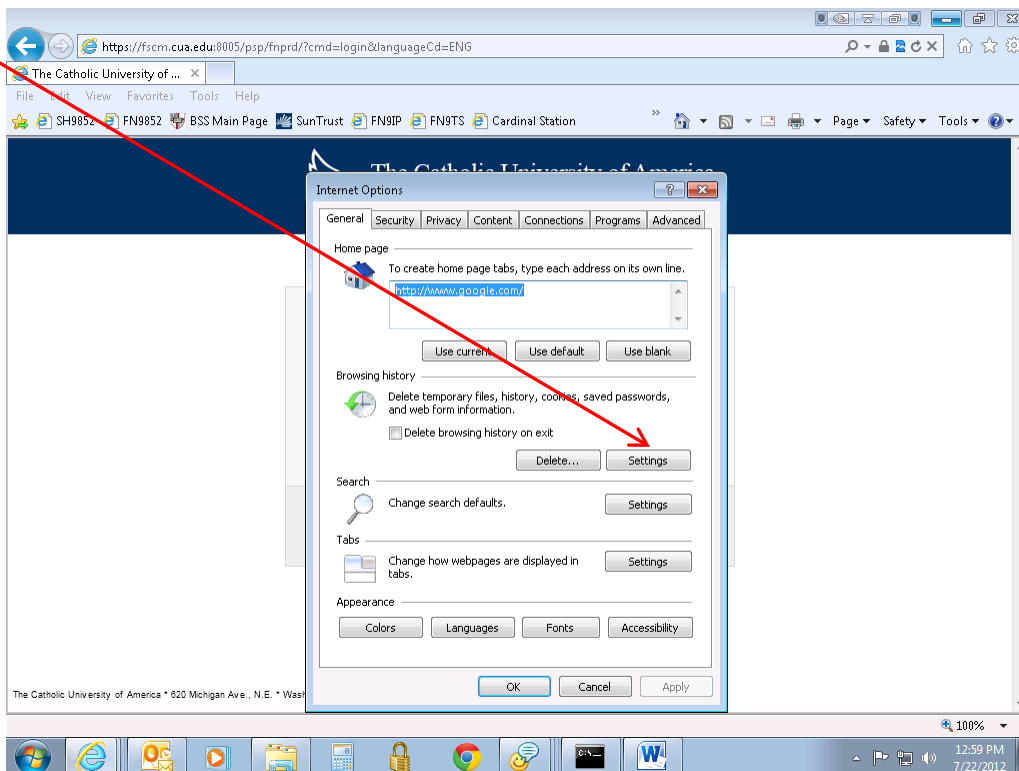 https://fscm.cua.edu:8005/psp/fnprd/?cmd=login&languageCd=ENG
The Catholic University of ...
File Edit View Favorites Tools Help
SH9852 FN9852 BSS Main Page SunTrust FN9IP FN9TS Cardinal Station » Page Safety Tools
The Catholic University of America
Internet Options
General Security Privacy Content Connections Programs Advanced
Home page
To create home page tabs, type each address on its own line.
http://www.google.com/
Use current Use default Use blank
Browsing history
Delete temporary files, history, cookies, saved passwords,
and web form information.
Delete browsing history on exit
Delete... Settings
Search
Change search defaults. Settings
Tabs
Change how webpages are displayed in
tabs.
Settings
Appearance
Colors Languages Fonts Accessibility
OK Cancel Apply
The Catholic University of America * 620 Michigan Ave., N.E. * Wash
100%
C:\
12:59 PM
7/22/2012